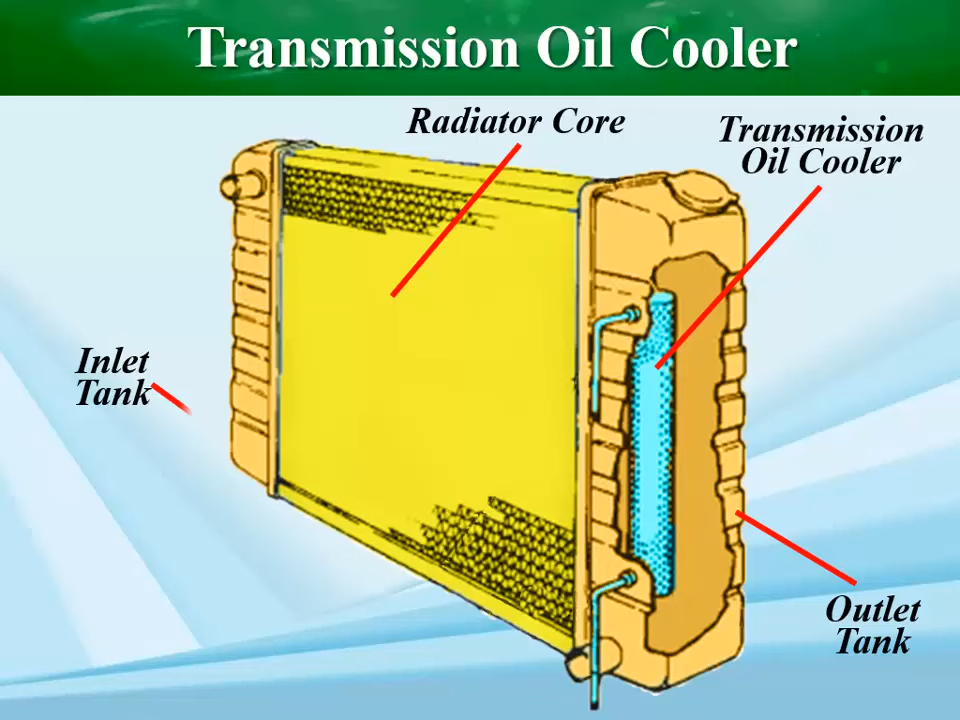 Transmission Oil Cooler
Radiator Core
Transmission
Oil Cooler
Inlet
Tank
Outlet
Tank